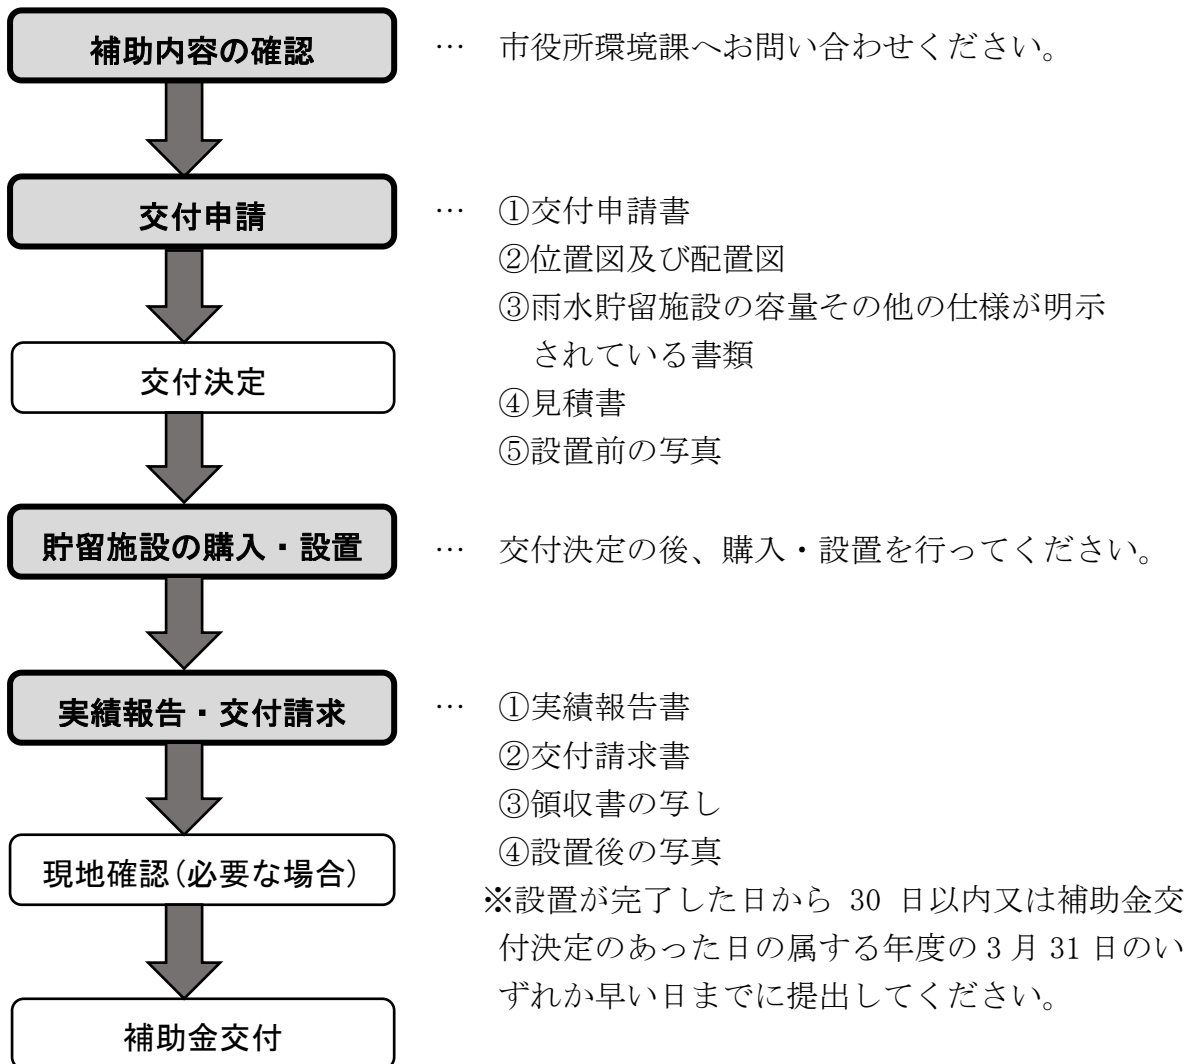 補助内容の確認
… 市役所環境課へお問い合わせください。
交付申請
… ①交付申請書
②位置図及び配置図
③雨水貯留施設の容量その他の仕様が明示
されている書類
④見積書
⑤設置前の写真
交付決定
貯留施設の購入・設置
… 交付決定の後、購入・設置を行ってください。
実績報告・交付請求
… ①実績報告書
②交付請求書
③領収書の写し
④設置後の写真
※設置が完了した日から 30 日以内又は補助金交
付決定のあった日の属する年度の 3 月 31 日のい
ずれか早い日までに提出してください。
現地確認(必要な場合)
補助金交付